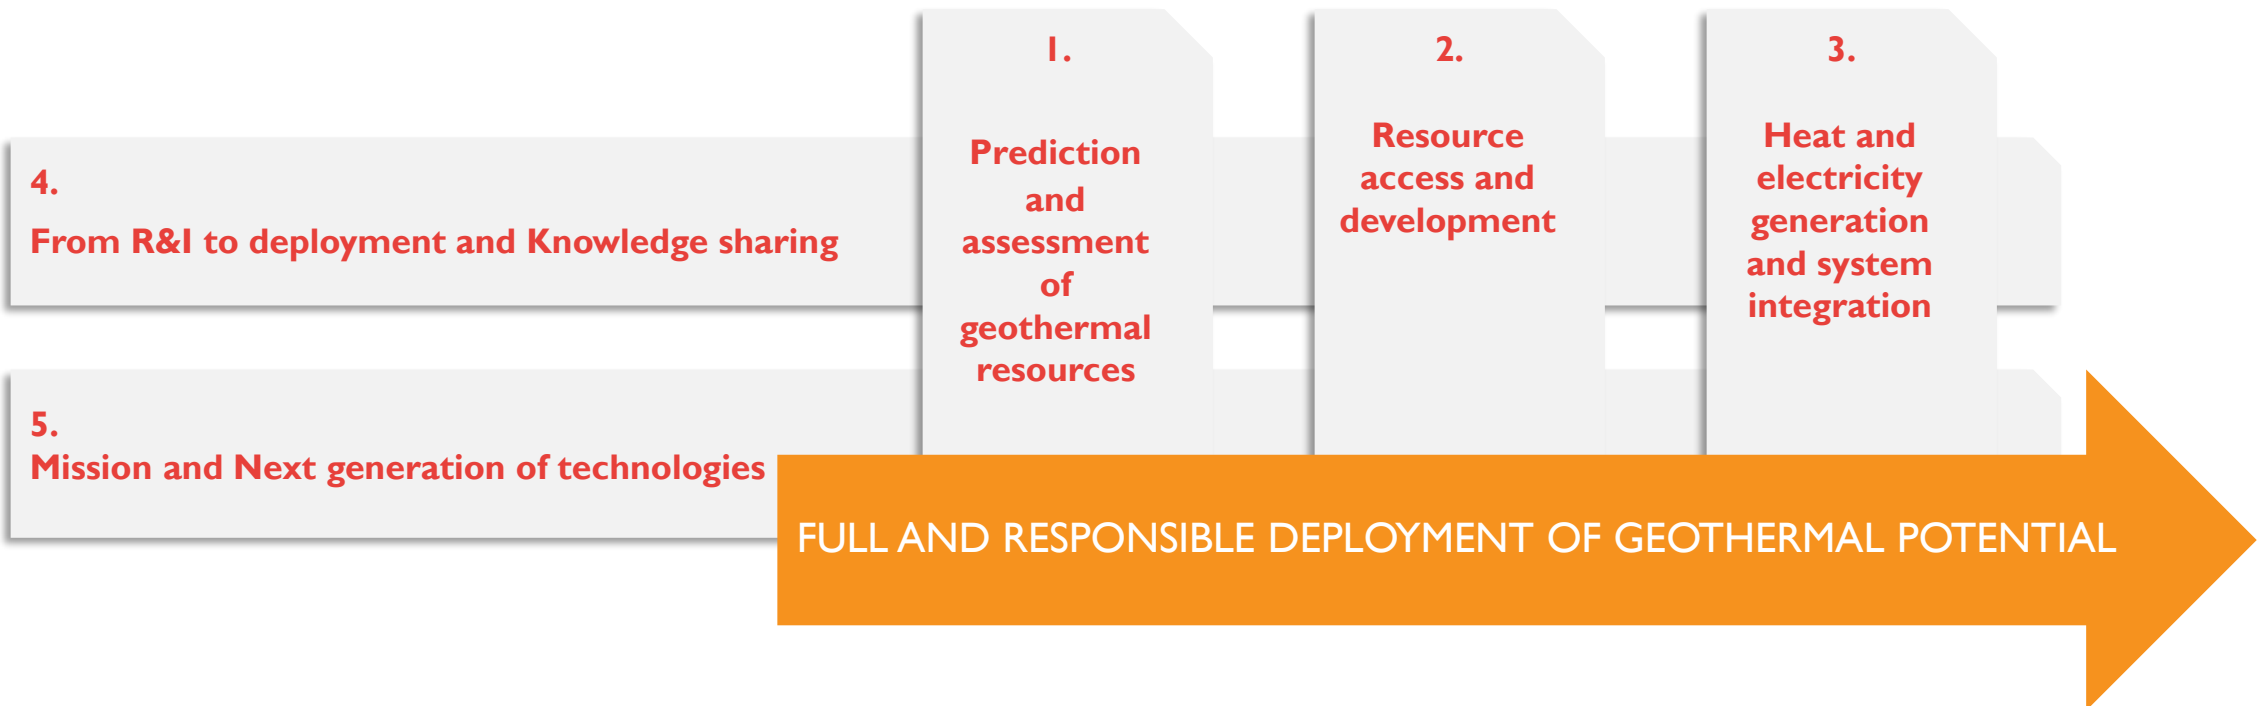 1.
Prediction
and
assessment
of
geothermal
resources
2.
Resource
access and
development
3.
Heat and
electricity
generation
and system
integration
4.
From R&I to deployment and Knowledge sharing
5.
Mission and Next generation of technologies
FULL AND RESPONSIBLE DEPLOYMENT OF GEOTHERMAL POTENTIAL